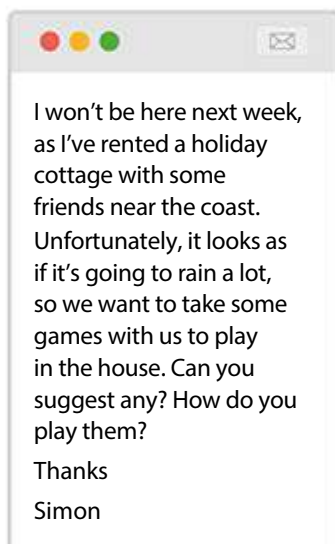 I won’t be here next week,
as I’ve rented a holiday
cottage with some
friends near the coast.
Unfortunately, it looks as
if it’s going to rain a lot,
so we want to take some
games with us to play
in the house. Can you
suggest any? How do you
play them?
Thanks
Simon